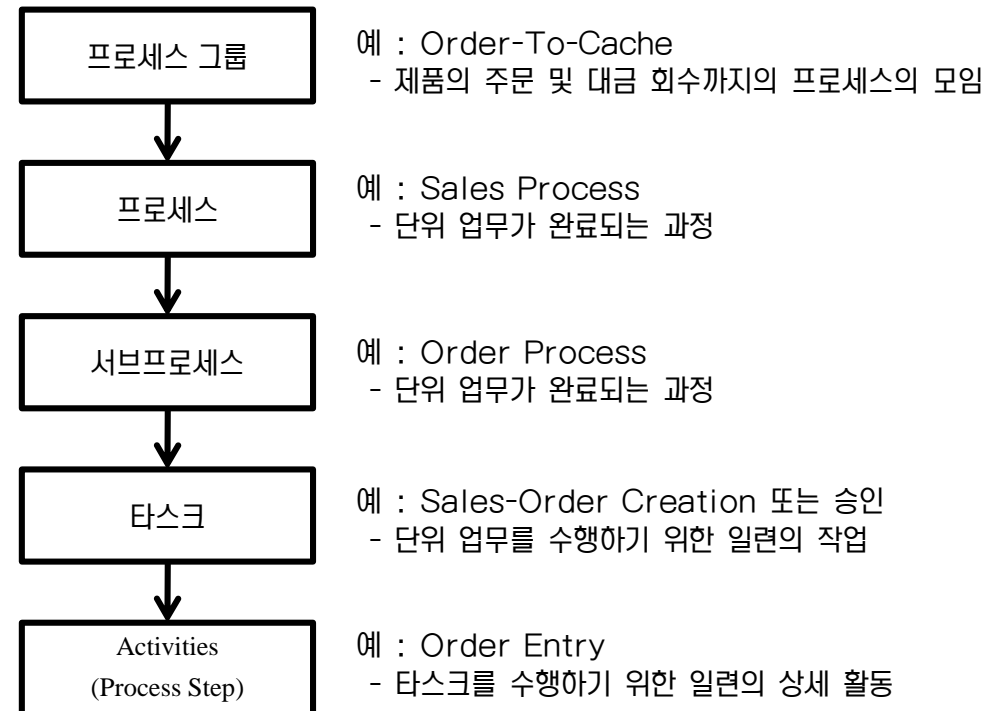 프로세스 그룹
예 : Order-To-Cache
- 제품의 주문 및 대금 회수까지의 프로세스의 모임
프로세스
예 : Sales Process
- 단위 업무가 완료되는 과정
서브프로세스
예 : Order Process
- 단위 업무가 완료되는 과정
타스크
예 : Sales-Order Creation 또는 승인
- 단위 업무를 수행하기 위한 일련의 작업
Activities
(Process Step)
예 : Order Entry
- 타스크를 수행하기 위한 일련의 상세 활동